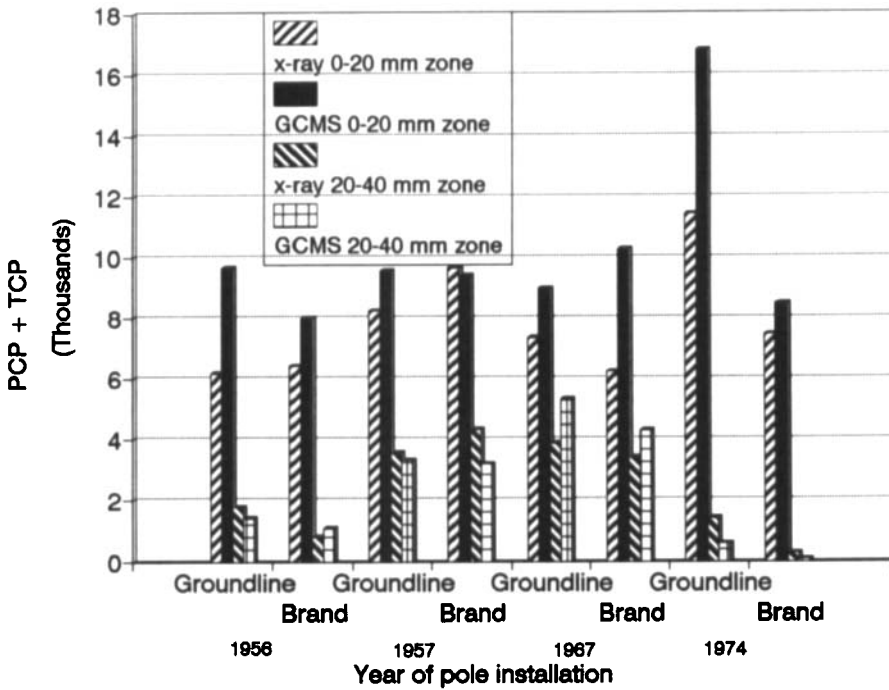 18
16
14
12
10
8
6
4
2
0
PCP + TCP
(Thousands)
x-ray 0-20 mm zone
GCMS 0-20 mm zone
x-ray 20-40 mm zone
GCMS 20-40 mm zone
Groundline Groundline Groundline Groundline
Brand Brand Brand Brand
1956 1957 1967 1974
Year of pole installation